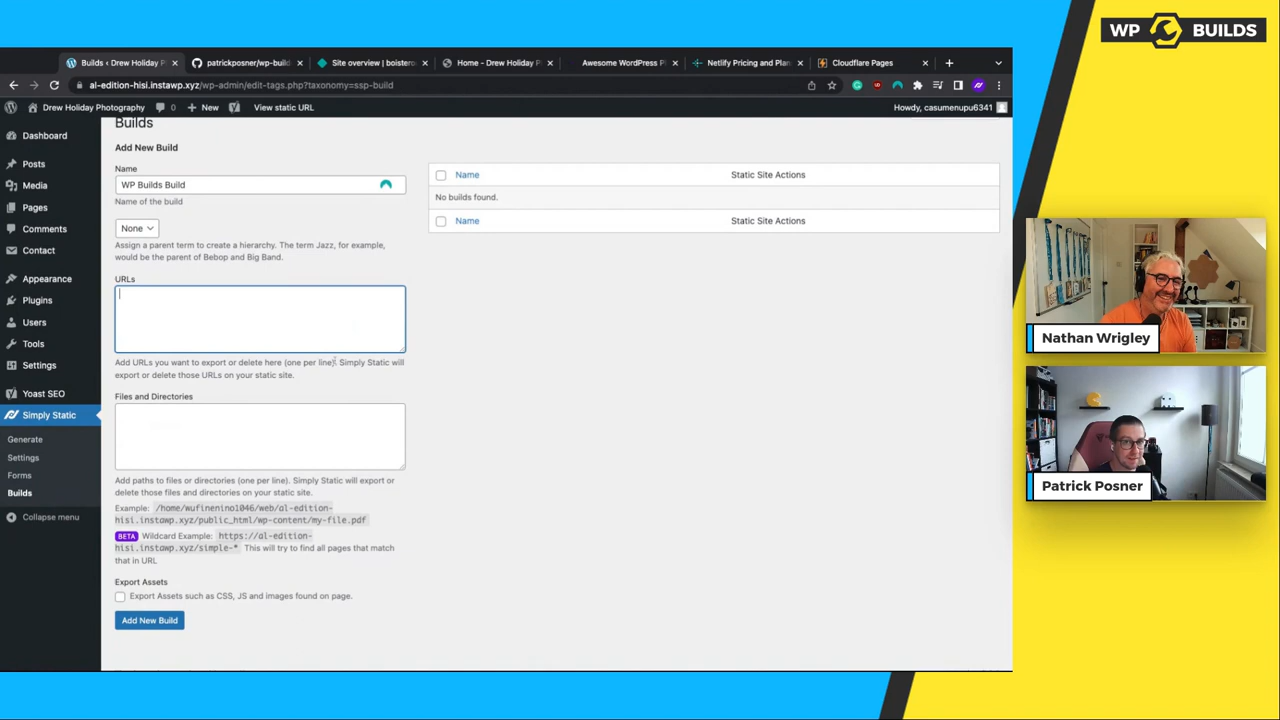 WP BUILDS
Builds ‹ Drew Holiday P
patrickposner/wp-build
Site overview | boistero
Home - Drew Holiday P
Awesome WordPress P
Netlify Pricing and Plan
Cloudflare Pages
al-edition-hisi.instawp.xyz/wp-admin/edit-tags.php?taxonomy=ssp-build
Drew Holiday Photography
0
New
View static URL
Howdy, casumenupu6341
Dashboard
Posts
Media
Pages
Comments
Contact
Appearance
Plugins
Users
Tools
Settings
Yoast SEO
Simply Static
Generate
Settings
Forms
Builds
Collapse menu
Builds
Add New Build
Name
WP Builds Build
Name of the build
None
Assign a parent term to create a hierarchy. The term Jazz, for example,
would be the parent of Bebop and Big Band.
URLs
Add URLs you want to export or delete here (one per line). Simply Static will
export or delete those URLs on your static site.
Files and Directories
Add paths to files or directories (one per line). Simply Static will export or
delete those files and directories on your static site.
Example: /home/wufinenino1046/web/al-edition-
hisi.instawp.xyz/public_html/wp-content/my-file.pdf
BETA Wildcard Example: https://al-edition-
hisi.instawp.xyz/simple-* This will try to find all pages that match
that in URL
Export Assets
Export Assets such as CSS, JS and images found on page.
Add New Build
Name Static Site Actions
No builds found.
Name Static Site Actions
Nathan Wrigley
Patrick Posner